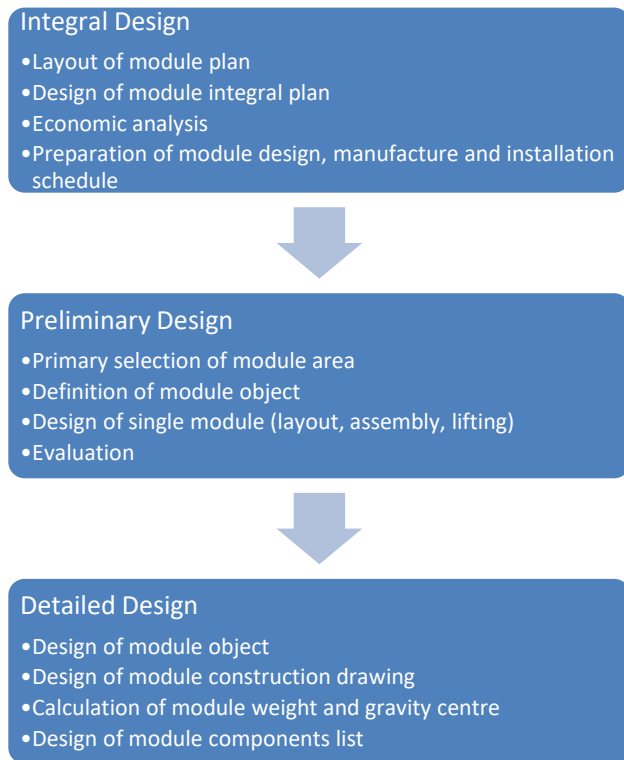 Integral Design
•Layout of module plan
•Design of module integral plan
•Economic analysis
•Preparation of module design, manufacture and installation
schedule
Preliminary Design
•Primary selection of module area
•Definition of module object
•Design of single module (layout, assembly, lifting)
•Evaluation
Detailed Design
•Design of module object
•Design of module construction drawing
•Calculation of module weight and gravity centre
•Design of module components list